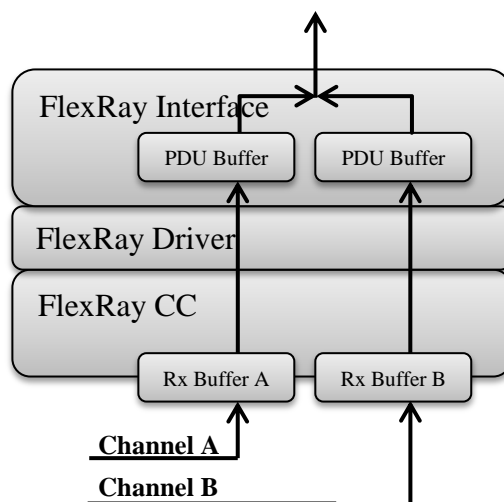 FlexRay Interface
PDU Buffer
PDU Buffer
FlexRay Driver
FlexRay CC
Rx Buffer A
Rx Buffer B
Channel A
Channel B